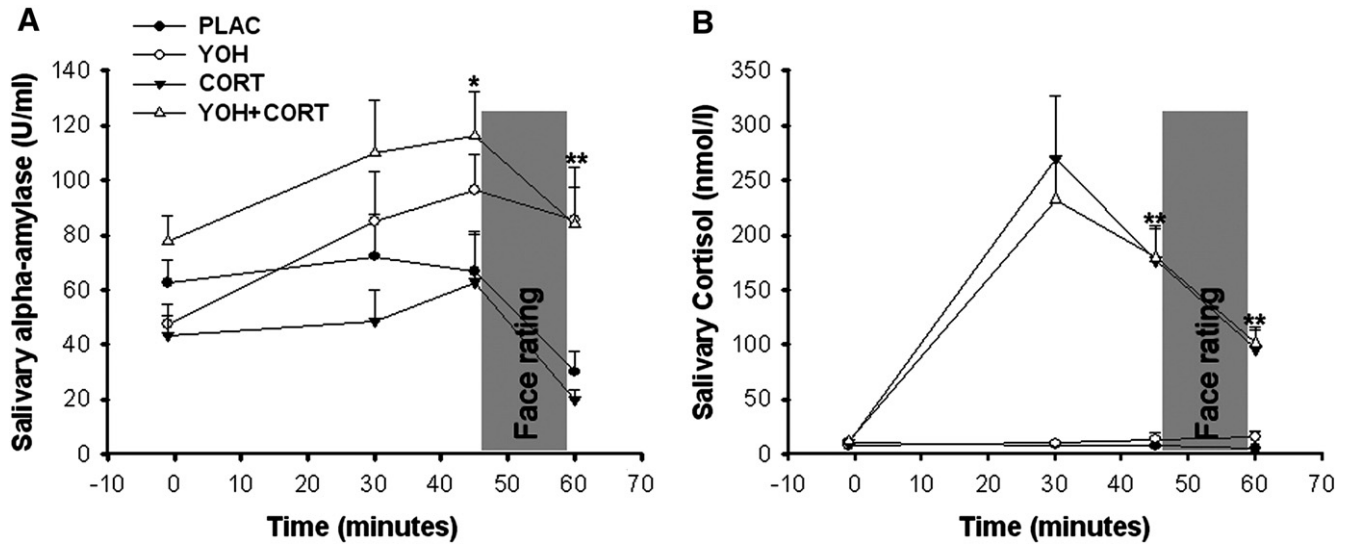 A
PLAC
YOH
CORT
YOH+CORT
Salivary alpha-amylase (U/ml)
140
120
100
80
60
40
20
0
*
**
Face rating
-10 0 10 20 30 40 50 60 70
Time (minutes)
B
Salivary Cortisol (nmol/l)
350
300
250
200
150
100
50
0
**
**
Face rating
-10 0 10 20 30 40 50 60 70
Time (minutes)